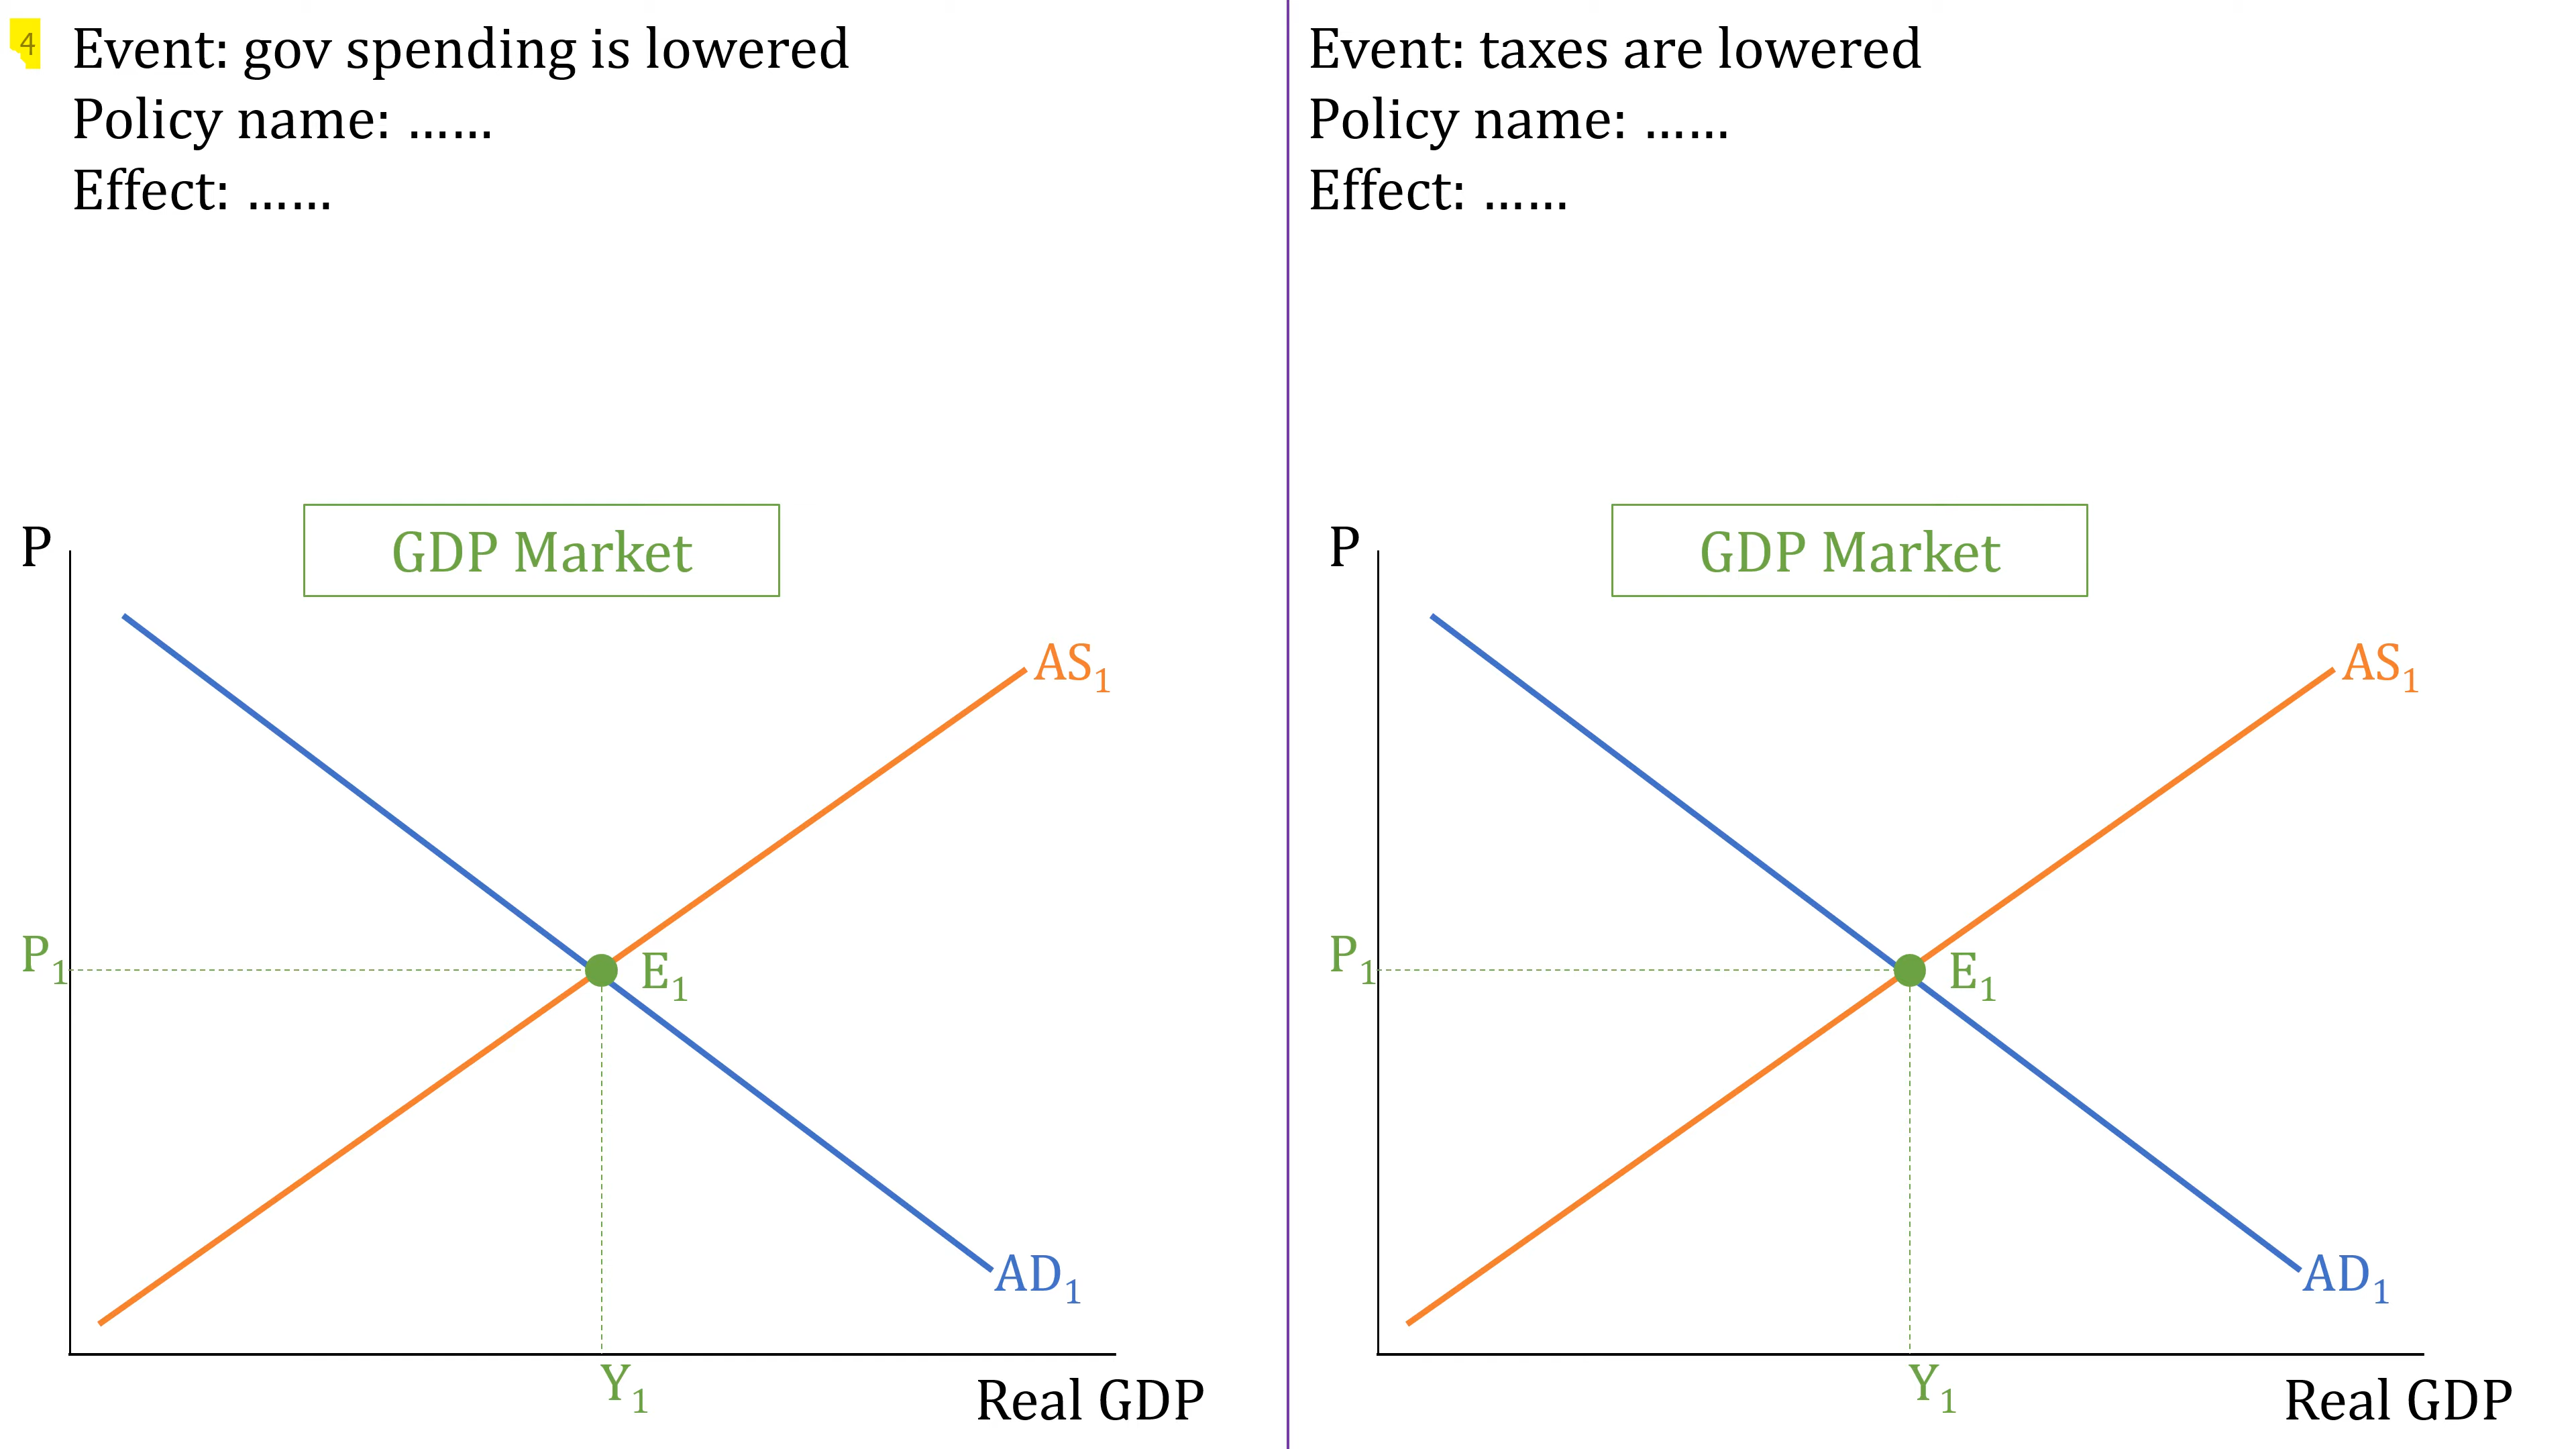 4
Event: gov spending is lowered
Policy name: ......
Effect: ......
GDP Market
P
AS1
P1
E1
AD1
Y1
Real GDP
Event: taxes are lowered
Policy name: ......
Effect: ......
GDP Market
P
AS1
P1
E1
AD1
Y1
Real GDP